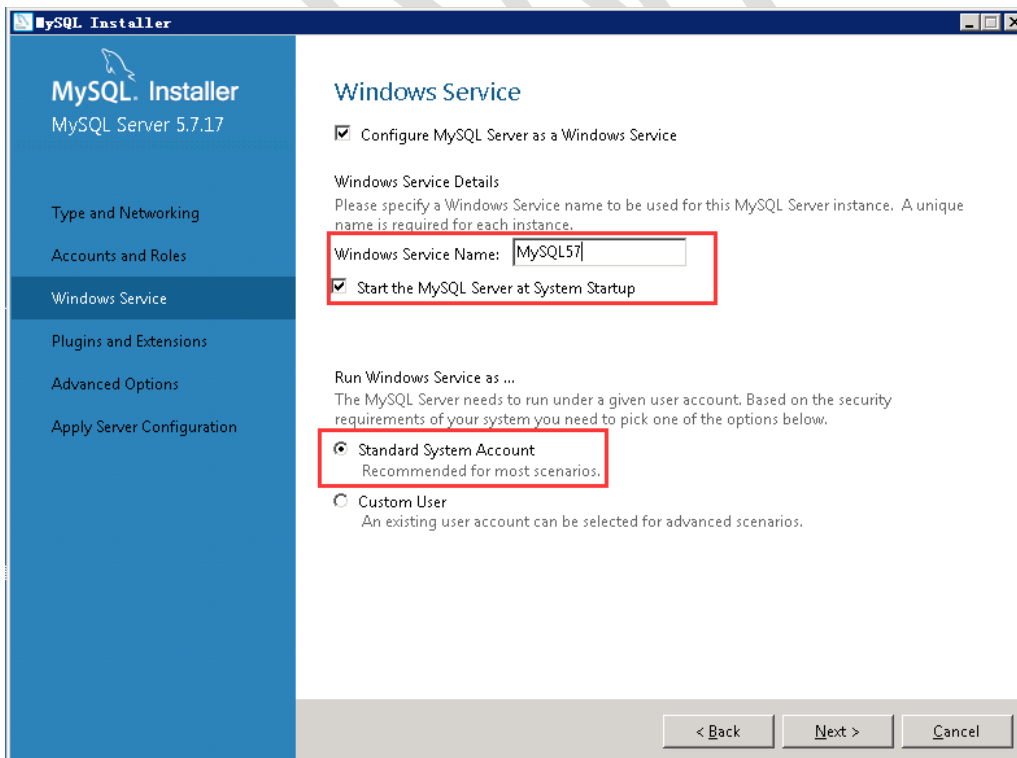 MySQL Installer
MySQL. Installer
MySQL Server 5.7.17
Type and Networking
Accounts and Roles
Windows Service
Plugins and Extensions
Advanced Options
Apply Server Configuration
Windows Service
Configure MySQL Server as a Windows Service
Windows Service Details
Please specify a Windows Service name to be used for this MySQL Server instance. A unique
name is required for each instance.
Windows Service Name: MySQL57
Start the MySQL Server at System Startup
Run Windows Service as ...
The MySQL Server needs to run under a given user account. Based on the security
requirements of your system you need to pick one of the options below.
Standard System Account
Recommended for most scenarios.
Custom User
An existing user account can be selected for advanced scenarios.
< Back Next > Cancel